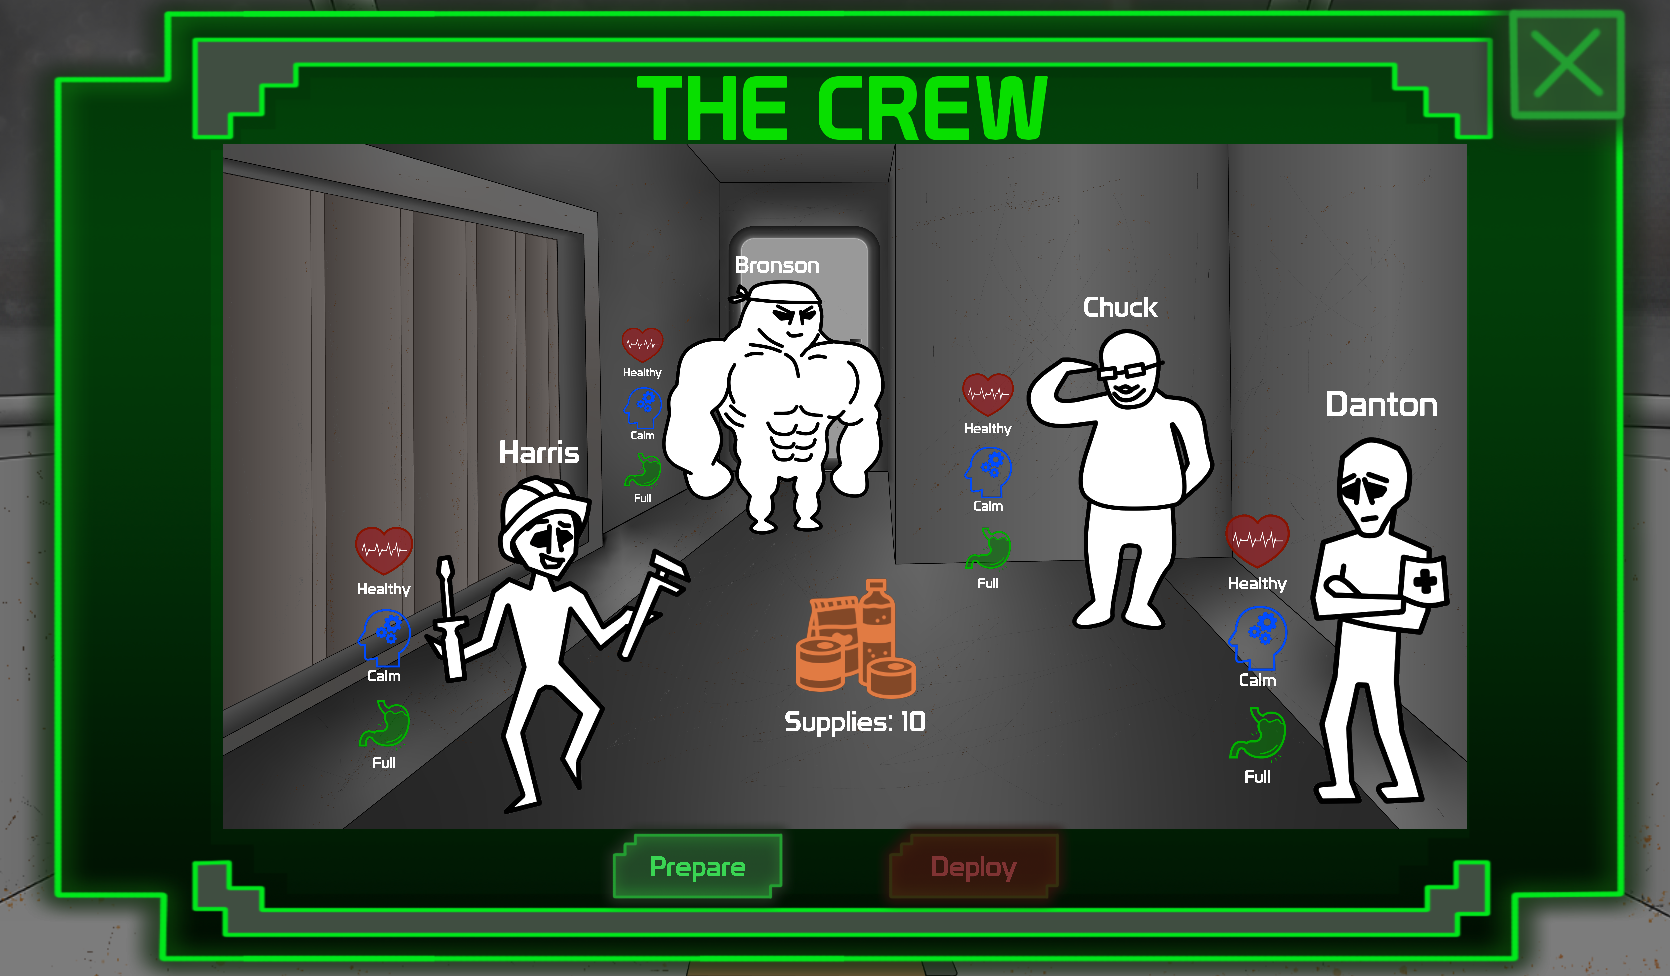 THE CREW
Bronson
Healthy
Calm
Full
Chuck
Healthy
Calm
Full
Harris
Healthy
Calm
Full
Danton
Healthy
Calm
Full
Supplies: 10
Prepare
Deploy